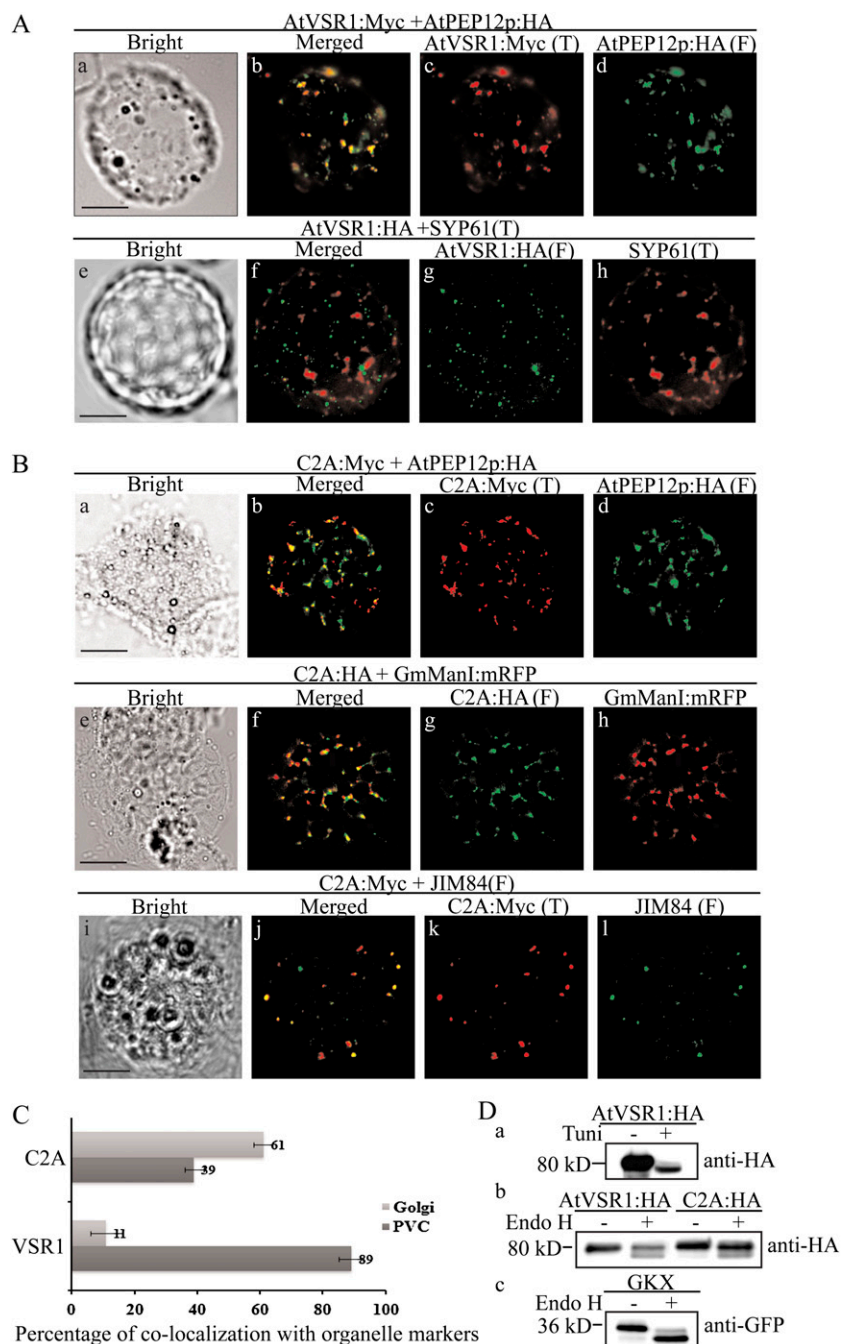 A
AtVSR1:Myc +AtPEP12p:HA
Bright Merged AtVSR1:Myc (T) AtPEP12p:HA (F)
a b c d
AtVSR1:HA +SYP61(T)
Bright Merged AtVSR1:HA(F) SYP61(T)
e f g h
B
C2A:Myc + AtPEP12p:HA
Bright Merged C2A:Myc (T) AtPEP12p:HA (F)
a b c d
C2A:HA + GmManI:mRFP
Bright Merged C2A:HA (F) GmManI:mRFP
e f g h
C2A:Myc + JIM84(F)
Bright Merged C2A:Myc (T) JIM84 (F)
i j k l
C
C2A
61
39
VSR1
11
89
Golgi
PVC
0 20 40 60 80 100
Percentage of co-localization with organelle markers
D
AtVSR1:HA
a
Tuni - +
80 kD anti-HA
b
AtVSR1:HA C2A:HA
Endo H - + - +
80 kD anti-HA
c
GKX
Endo H - +
36 kD anti-GFP